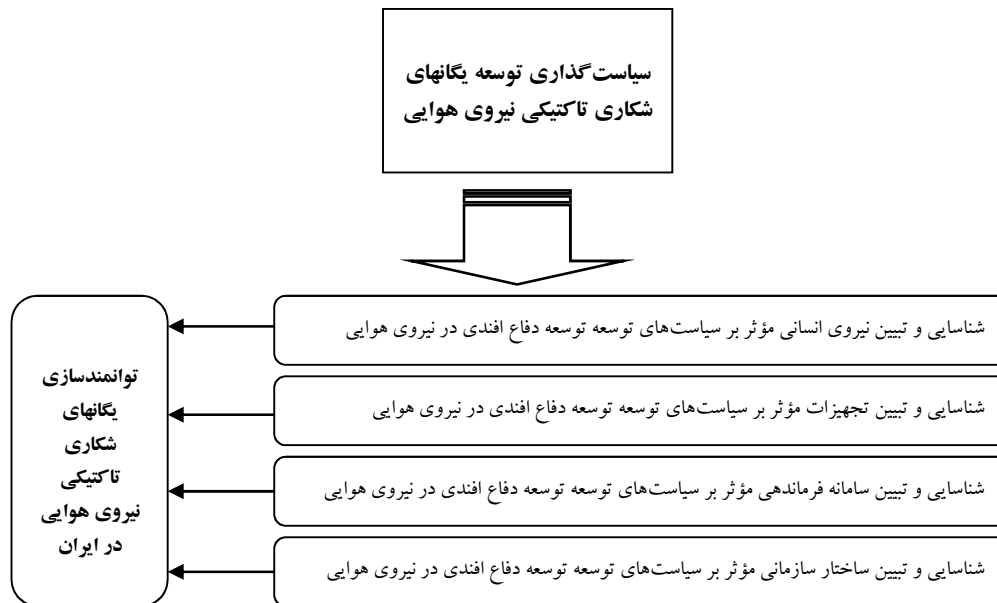 سیاست‌گذاری توسعه یگانهای
شکاری تاکتیکی نیروی هوایی
شناسایی و تبیین نیروی انسانی مؤثر بر سیاست‌های توسعه توسعه دفاع افندی در نیروی هوایی
شناسایی و تبیین تجهیزات مؤثر بر سیاست‌های توسعه توسعه دفاع افندی در نیروی هوایی
شناسایی و تبیین سامانه فرماندهی مؤثر بر سیاست‌های توسعه توسعه دفاع افندی در نیروی هوایی
شناسایی و تبیین ساختار سازمانی مؤثر بر سیاست‌های توسعه توسعه دفاع افندی در نیروی هوایی
توانمندسازی
یگانهای
شکاری
تاکتیکی
نیروی هوایی
در ایران